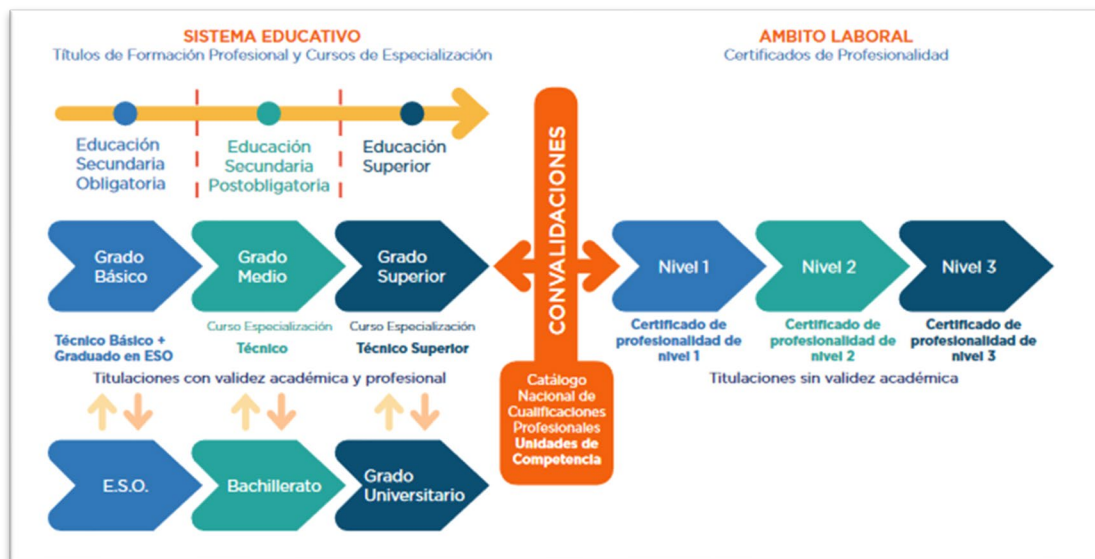 SISTEMA EDUCATIVO
Títulos de Formación Profesional y Cursos de Especialización
AMBITO LABORAL
Certificados de Profesionalidad
Educación
Secundaria
Obligatoria
Educación
Secundaria
Postobligatoria
Educación
Superior
Grado
Básico
Grado
Medio
Grado
Superior
CONVALIDACIONES
Nivel 1
Nivel 2
Nivel 3
Técnico Básico +
Graduado en ESO
Curso Especialización
Técnico
Curso Especialización
Técnico Superior
Certificado de
profesionalidad de
nivel 1
Certificado de
profesionalidad de
nivel 2
Certificado de
profesionalidad de
nivel 3
Titulaciones con validez académica y profesional
Catálogo
Nacional de
Cualificaciones
Profesionales
Unidades de
Competencia
Titulaciones sin validez académica
E.S.O.
Bachillerato
Grado
Universitario